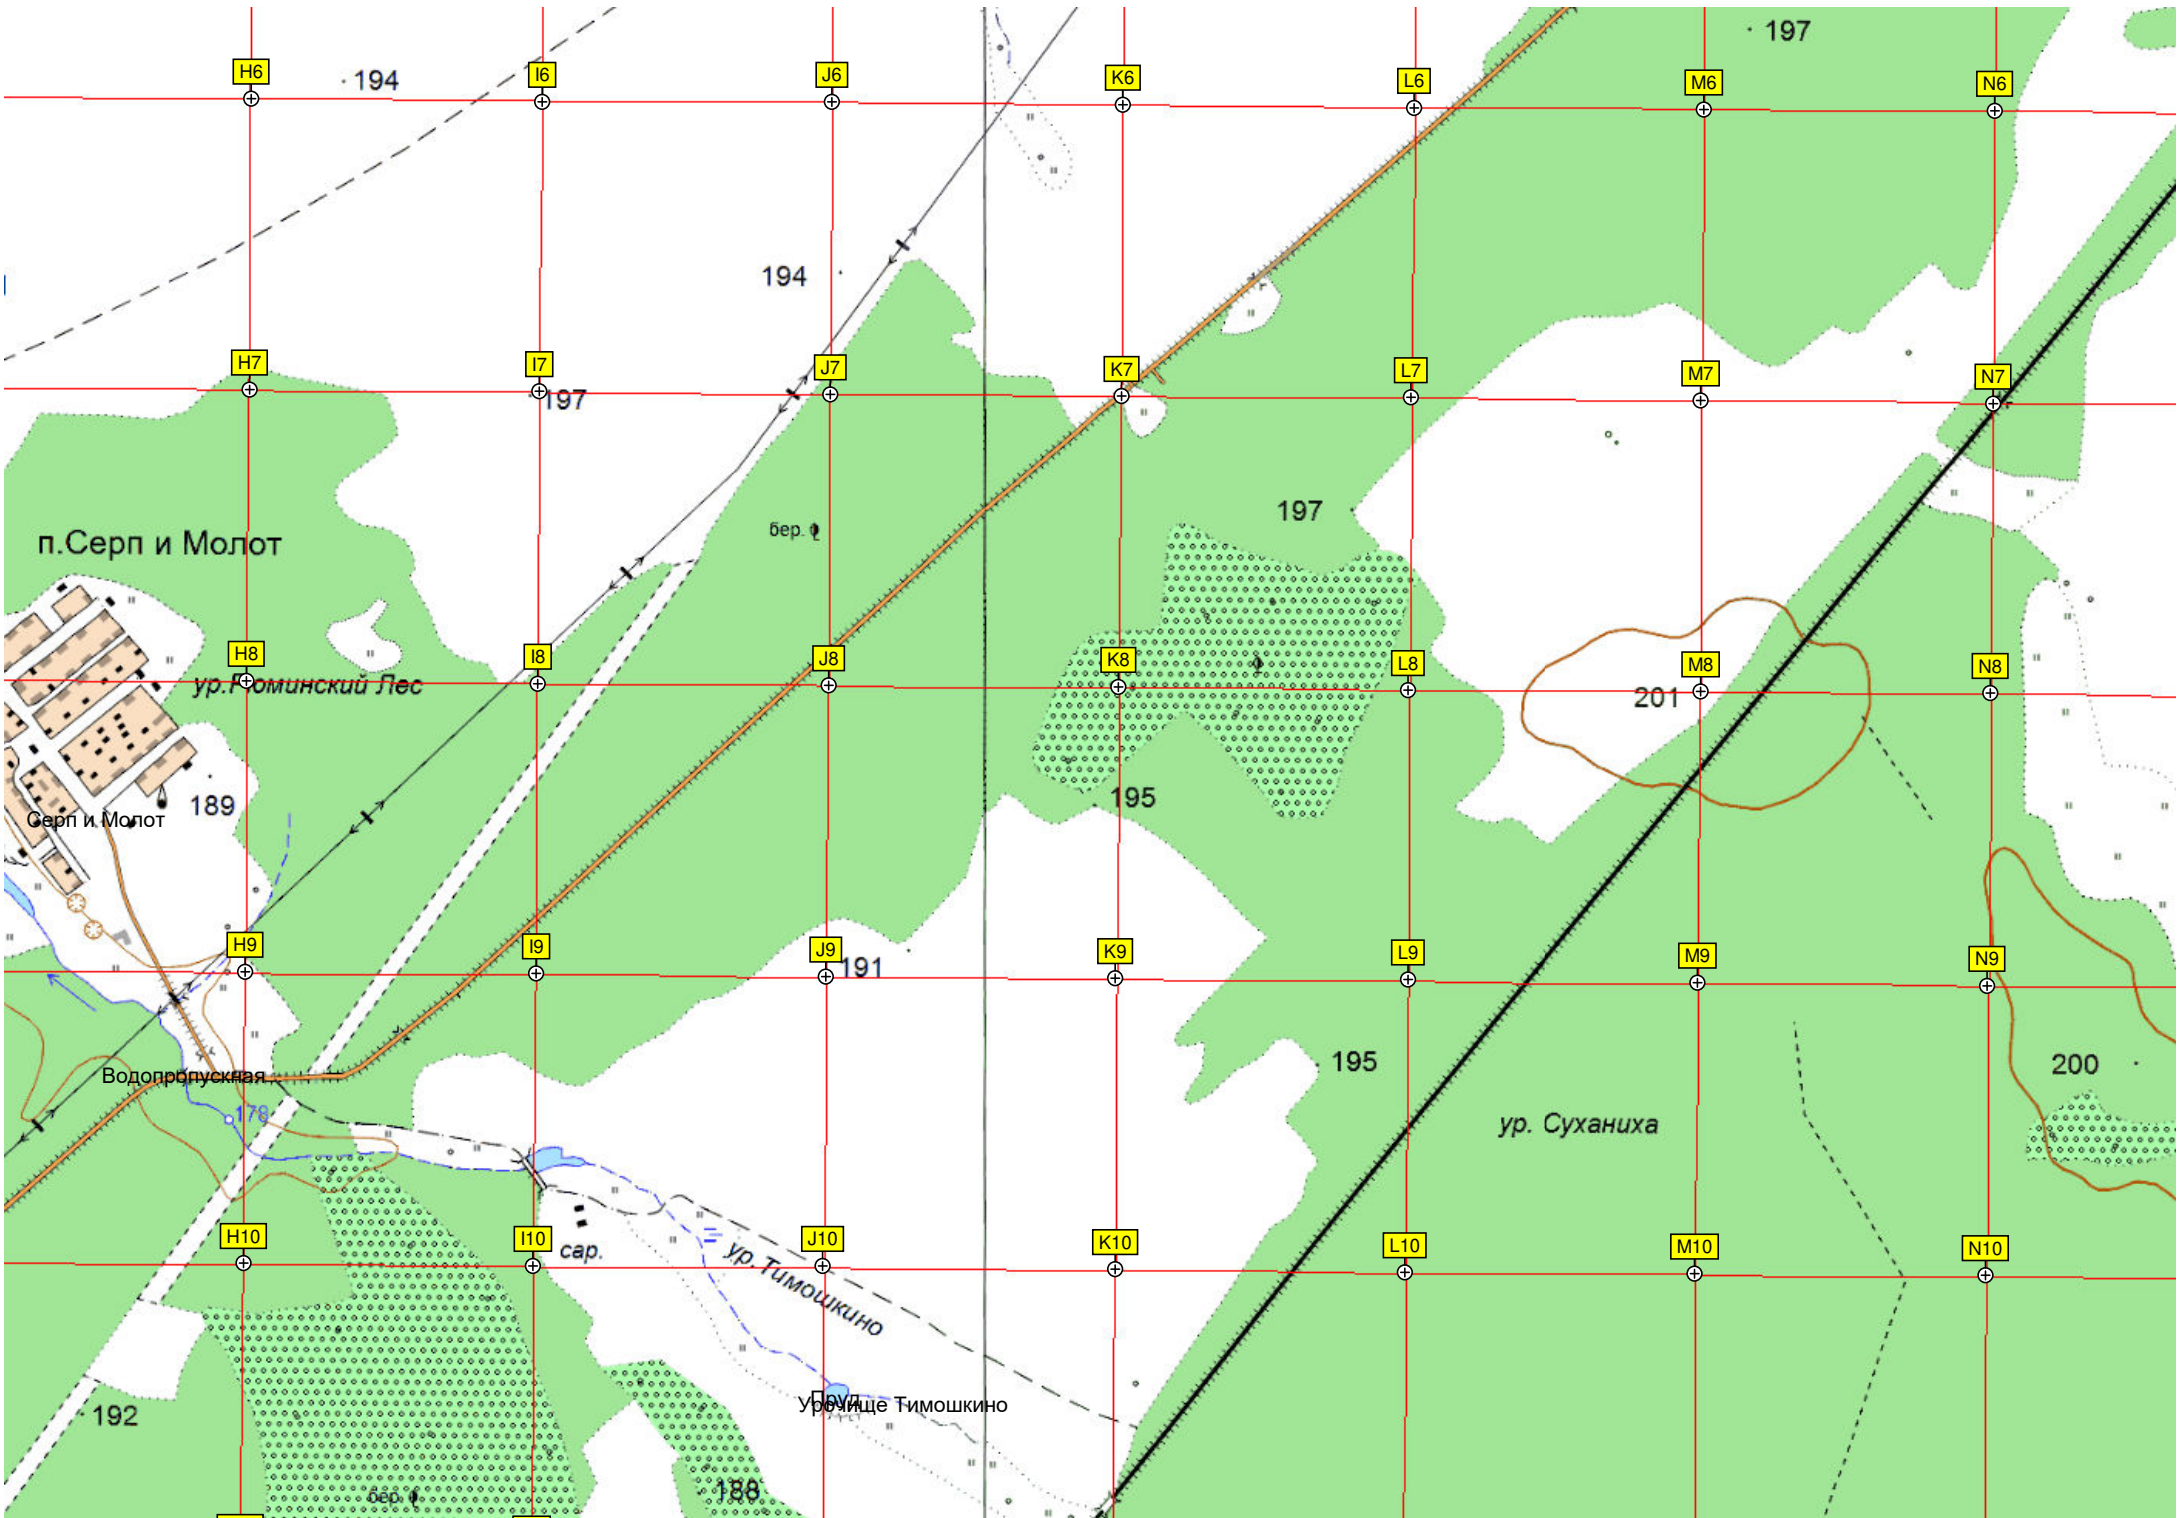 197
H6
194
I6
J6
K6
L6
M6
N6
194
H7
I7
197
J7
K7
L7
M7
N7
197
бер.
п.Серп и Молот
H8
I8
J8
K8
L8
M8
N8
201
195
189
Серп и Молот
H9
I9
J9
191
K9
L9
M9
N9
195
200
Водопропускная
178
ур. Суханиха
H10
I10
сар.
J10
K10
L10
M10
N10
ур. Тимошкино
Пруд
Урочище Тимошкино
192
188
бер.